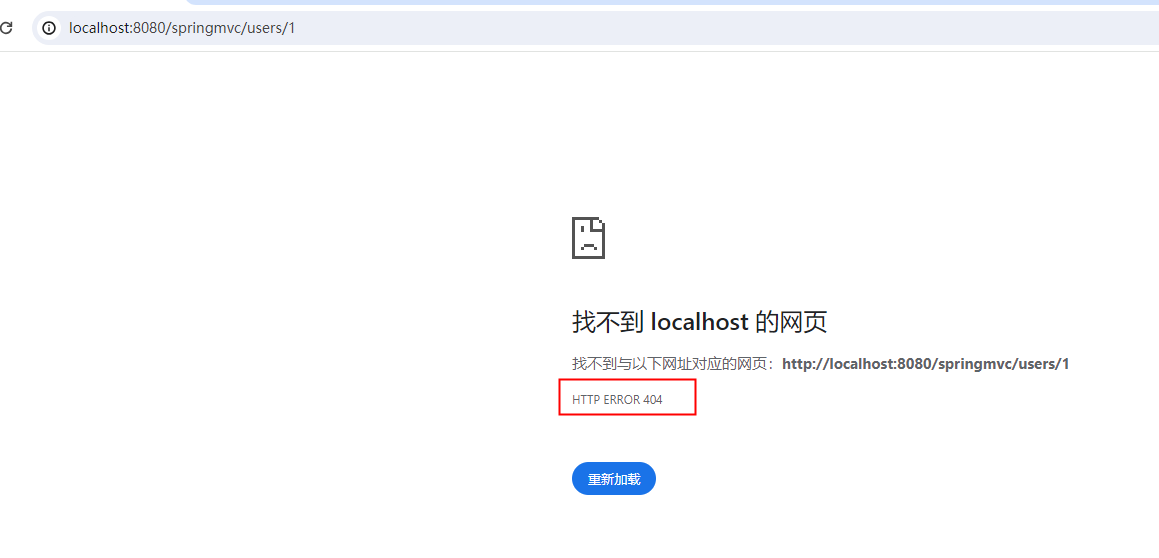 localhost:8080/springmvc/users/1
找不到 localhost 的网页
找不到与以下网址对应的网页：http://localhost:8080/springmvc/users/1
HTTP ERROR 404
重新加载